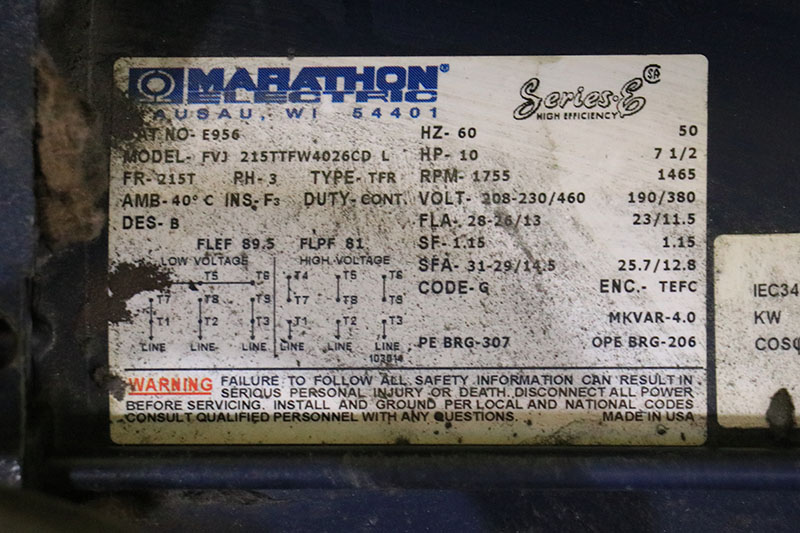 MARATHON®
ELECTRIC
WAUSAU, WI 54401
Series-E SA
HIGH EFFICIENCY
CAT NO- E956 HZ- 60 50
MODEL- FVJ 215TTFW4026CD L HP- 10 7 1/2
FR- 215T PH- 3 TYPE- TFR RPM- 1755 1465
AMB- 40° C INS- F3 DUTY- CONT. VOLT- 208-230/460 190/380
DES- B FLA- 28-26/13 23/11.5
FLEF 89.5 FLPF 81 SF- 1.15 1.15
LOW VOLTAGE HIGH VOLTAGE SFA- 31-29/14.5 25.7/12.8
T5 T6 T4 T5 T6 CODE- G ENC.- TEFC
T7 T8 T9 T7 T8 T9 MKVAR-4.0
T1 T2 T3 T1 T2 T3
LINE LINE LINE LINE LINE LINE PE BRG-307 OPE BRG-206
WARNING FAILURE TO FOLLOW ALL SAFETY INFORMATION CAN RESULT IN
SERIOUS PERSONAL INJURY OR DEATH. DISCONNECT ALL POWER
BEFORE SERVICING. INSTALL AND GROUND PER LOCAL AND NATIONAL CODES
CONSULT QUALIFIED PERSONNEL WITH ANY QUESTIONS. MADE IN USA
IEC34
KW
COS